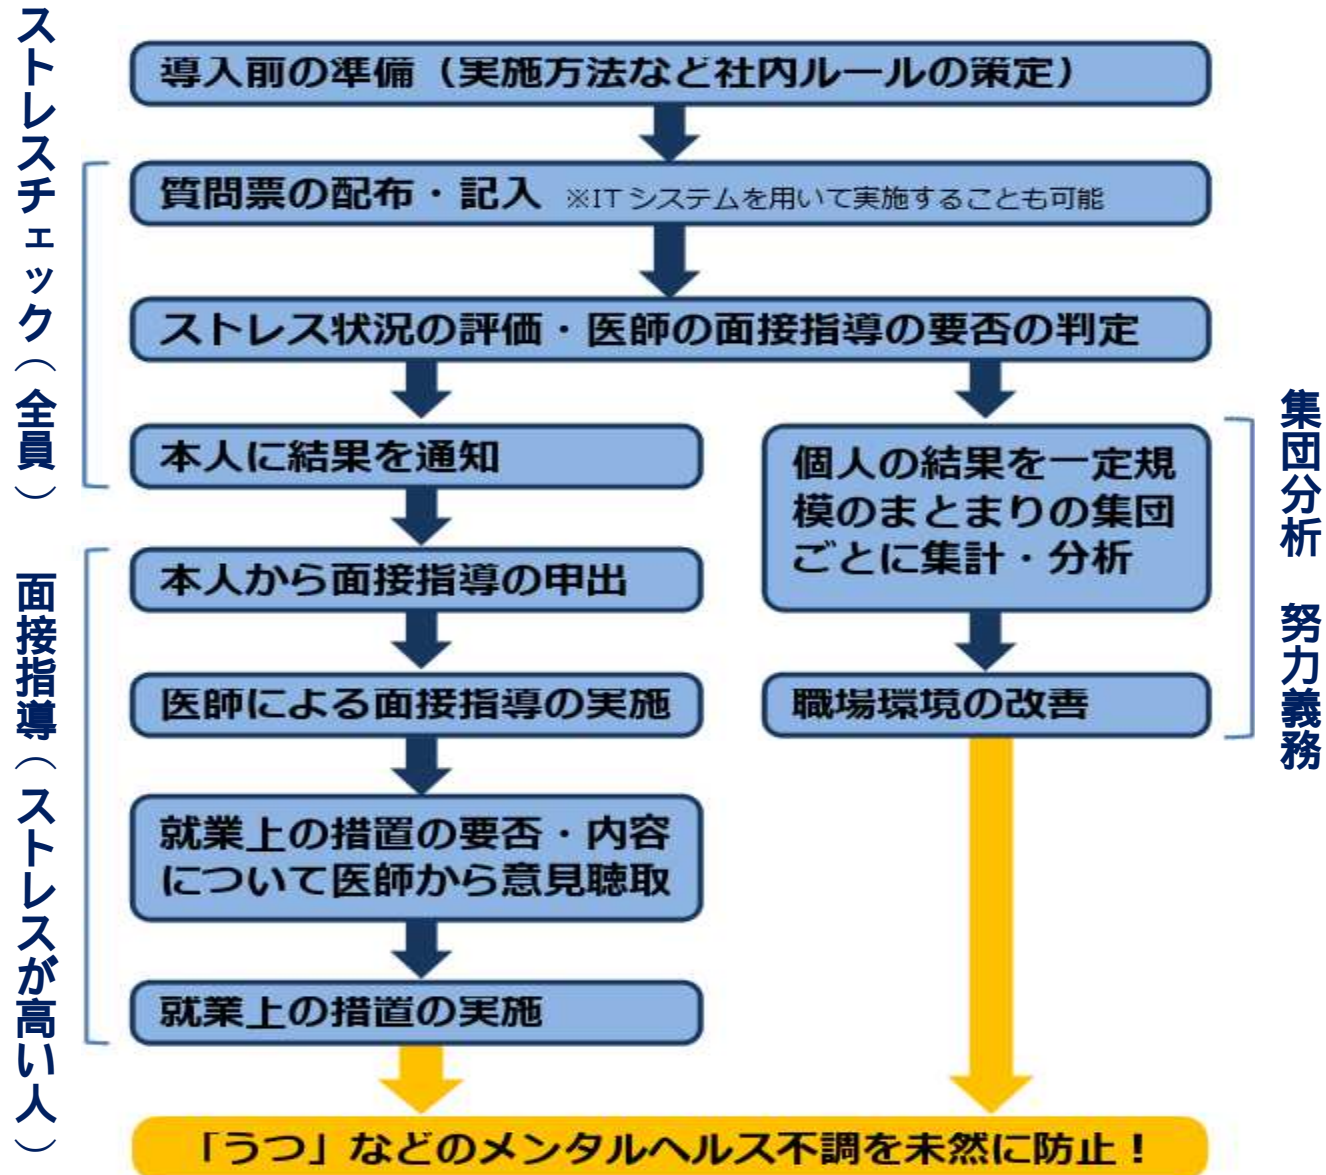 ストレスチェック（全員）
面接指導（ストレスが高い人）
導入前の準備（実施方法など社内ルールの策定）
質問票の配布・記入 ※IT システムを用いて実施することも可能
ストレス状況の評価・医師の面接指導の要否の判定
本人に結果を通知
本人から面接指導の申出
医師による面接指導の実施
就業上の措置の要否・内容
について医師から意見聴取
就業上の措置の実施
個人の結果を一定規
模のまとまりの集団
ごとに集計・分析
職場環境の改善
集団分析 努力義務
「うつ」などのメンタルヘルス不調を未然に防止！